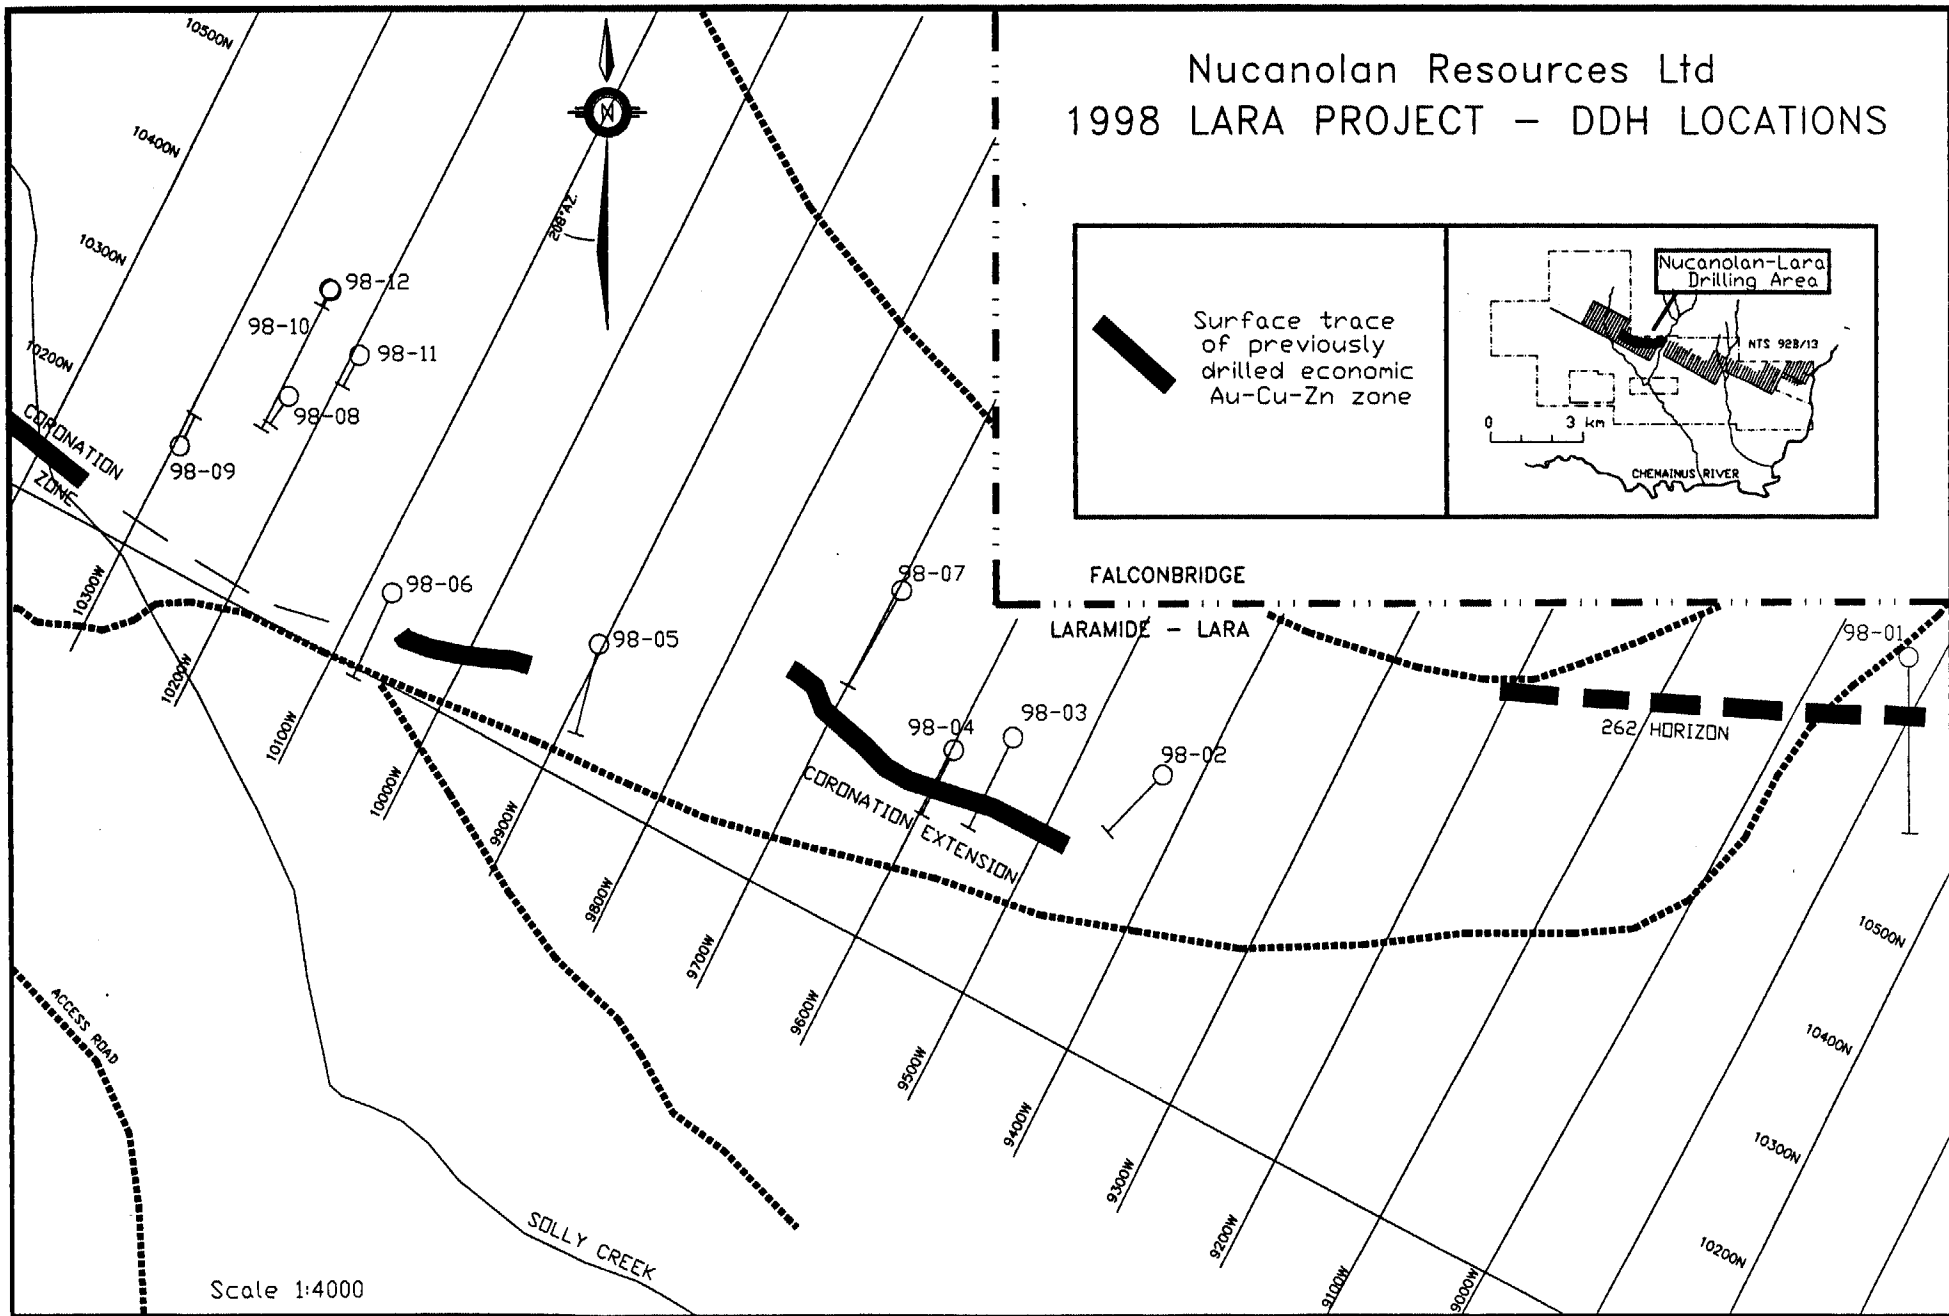 Nucanolan Resources Ltd
1998 LARA PROJECT - DDH LOCATIONS
Surface trace
of previously
drilled economic
Au-Cu-Zn zone
Nucanolan-Lara
Drilling Area
NTS 92B/13
0 3 km
CHEMAINUS RIVER
FALCONBRIDGE
LARAMIDE - LARA
10500N
10400N
10300N
10200N
N
208°AZ.
98-12
98-10
98-11
98-08
98-09
CORONATION
ZONE
98-06
98-05
98-07
98-04
98-03
98-02
98-01
262 HORIZON
CORONATION EXTENSION
10300W
10200W
10100W
10000W
9900W
9800W
9700W
9600W
9500W
9400W
9300W
9200W
9100W
9000W
10500N
10400N
10300N
10200N
ACCESS ROAD
SOLLY CREEK
Scale 1:4000